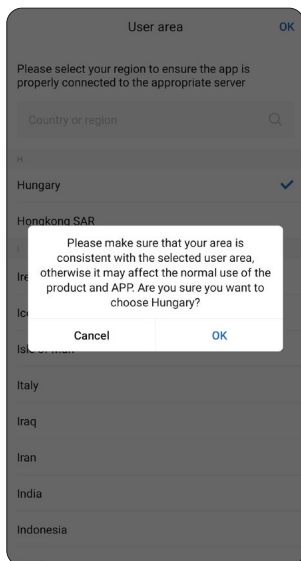 User area
OK
Please select your region to ensure the app is
properly connected to the appropriate server
Country or region
H
Hungary
Hongkong SAR
I
Please make sure that your area is
consistent with the selected user area,
otherwise it may affect the normal use of the
product and APP. Are you sure you want to
choose Hungary?
Cancel
OK
Italy
Iraq
Iran
India
Indonesia